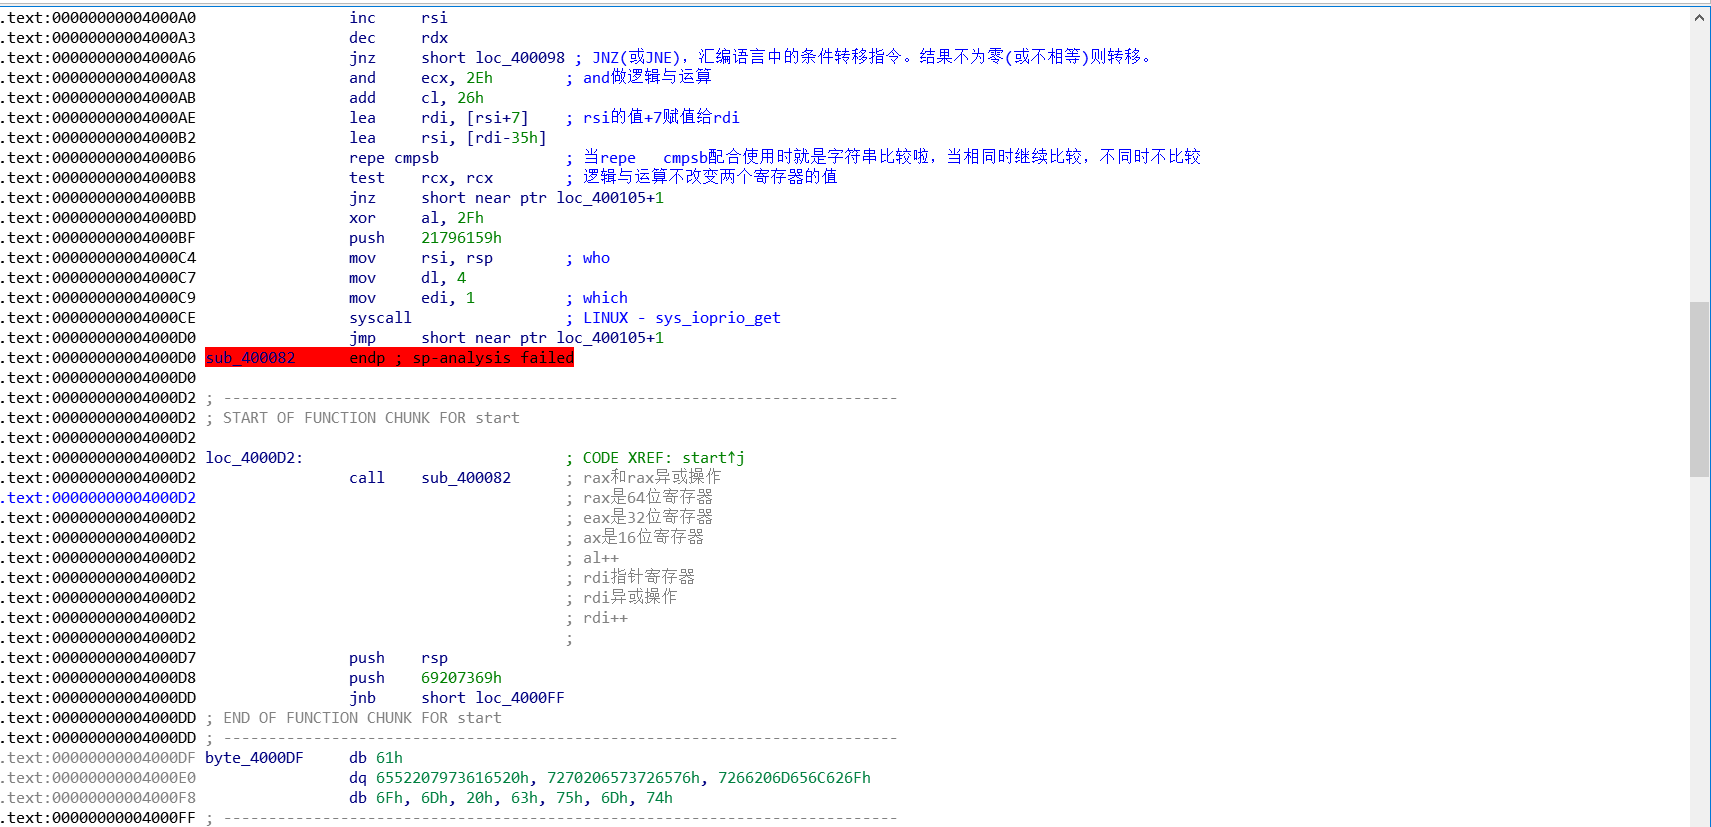 .text:00000000004000A0 inc rsi
.text:00000000004000A3 dec rdx
.text:00000000004000A6 jnz short loc_400098 ; JNZ(或JNE)，汇编语言中的条件转移指令。结果不为零(或不相等)则转移。
.text:00000000004000A8 and ecx, 2Eh ; and做逻辑与运算
.text:00000000004000AB add cl, 26h
.text:00000000004000AE lea rdi, [rsi+7] ; rsi的值+7赋值给rdi
.text:00000000004000B2 lea rsi, [rdi-35h]
.text:00000000004000B6 repe cmpsb ; 当repe cmpsb配合使用时就是字符串比较啦，当相同时继续比较，不同时不比较
.text:00000000004000B8 test rcx, rcx ; 逻辑与运算不改变两个寄存器的值
.text:00000000004000BB jnz short near ptr loc_400105+1
.text:00000000004000BD xor al, 2Fh
.text:00000000004000BF push 21796159h
.text:00000000004000C4 mov rsi, rsp ; who
.text:00000000004000C7 mov dl, 4
.text:00000000004000C9 mov edi, 1 ; which
.text:00000000004000CE syscall ; LINUX - sys_ioprio_get
.text:00000000004000D0 jmp short near ptr loc_400105+1
.text:00000000004000D0 sub_400082 endp ; sp-analysis failed
.text:00000000004000D0
.text:00000000004000D2 ; ---------------------------------------------------------------------------
.text:00000000004000D2 ; START OF FUNCTION CHUNK FOR start
.text:00000000004000D2
.text:00000000004000D2 loc_4000D2: ; CODE XREF: start↑j
.text:00000000004000D2 call sub_400082 ; rax和rax异或操作
.text:00000000004000D2 ; rax是64位寄存器
.text:00000000004000D2 ; eax是32位寄存器
.text:00000000004000D2 ; ax是16位寄存器
.text:00000000004000D2 ; al++
.text:00000000004000D2 ; rdi指针寄存器
.text:00000000004000D2 ; rdi异或操作
.text:00000000004000D2 ; rdi++
.text:00000000004000D2 ;
.text:00000000004000D7 push rsp
.text:00000000004000D8 push 69207369h
.text:00000000004000DD jnb short loc_4000FF
.text:00000000004000DD ; END OF FUNCTION CHUNK FOR start
.text:00000000004000DD ; ---------------------------------------------------------------------------
.text:00000000004000DF byte_4000DF db 61h
.text:00000000004000E0 dq 6552207973616520h, 7270206573726576h, 7266206D656C626Fh
.text:00000000004000F8 db 6Fh, 6Dh, 20h, 63h, 75h, 6Dh, 74h
.text:00000000004000FF ; ---------------------------------------------------------------------------